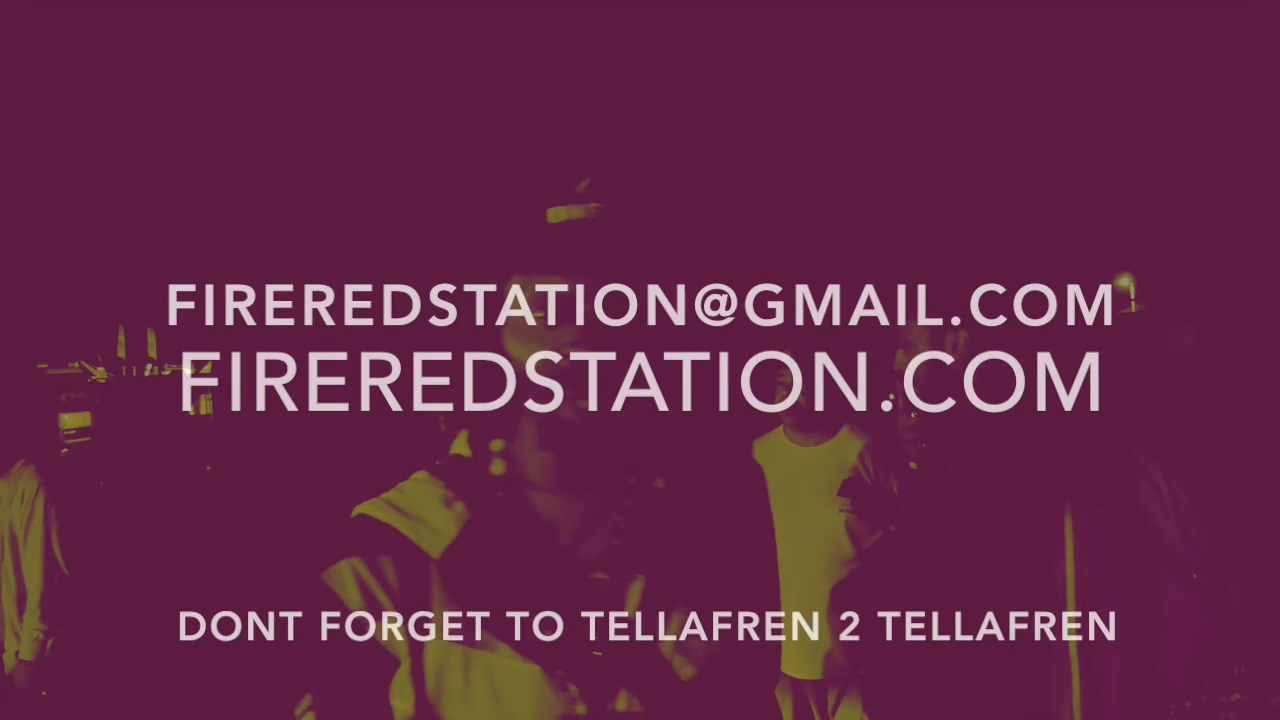 FIREREDSTATION@GMAIL.COM
FIREREDSTATION.COM
DONT FORGET TO TELLAFREN 2 TELLAFREN